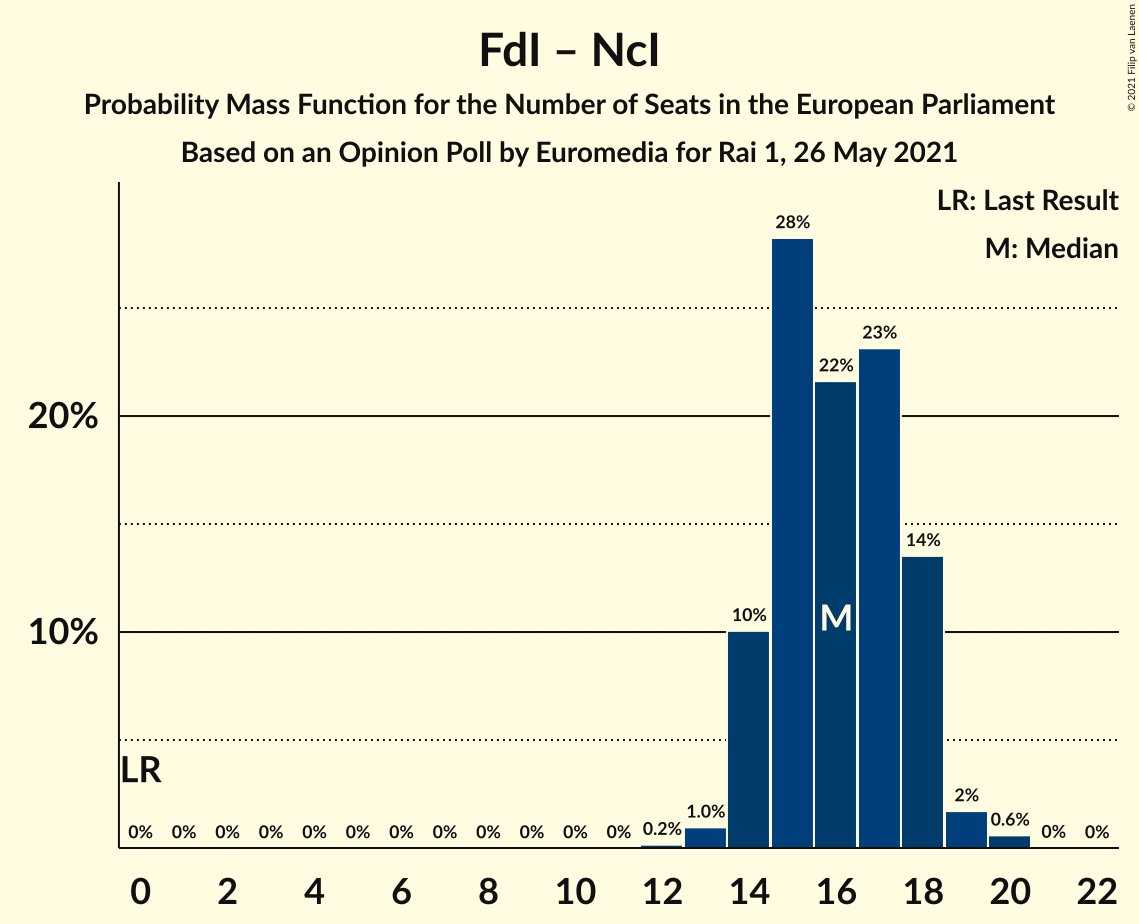 FdI – NcI
Probability Mass Function for the Number of Seats in the European Parliament
Based on an Opinion Poll by Euromedia for Rai 1, 26 May 2021
© 2021 Filip van Laenen
LR: Last Result
M: Median
20%
10%
LR
M
0% 0% 0% 0% 0% 0% 0% 0% 0% 0% 0% 0% 0.2% 1.0% 10% 28% 22% 23% 14% 2% 0.6% 0% 0%
0 2 4 6 8 10 12 14 16 18 20 22